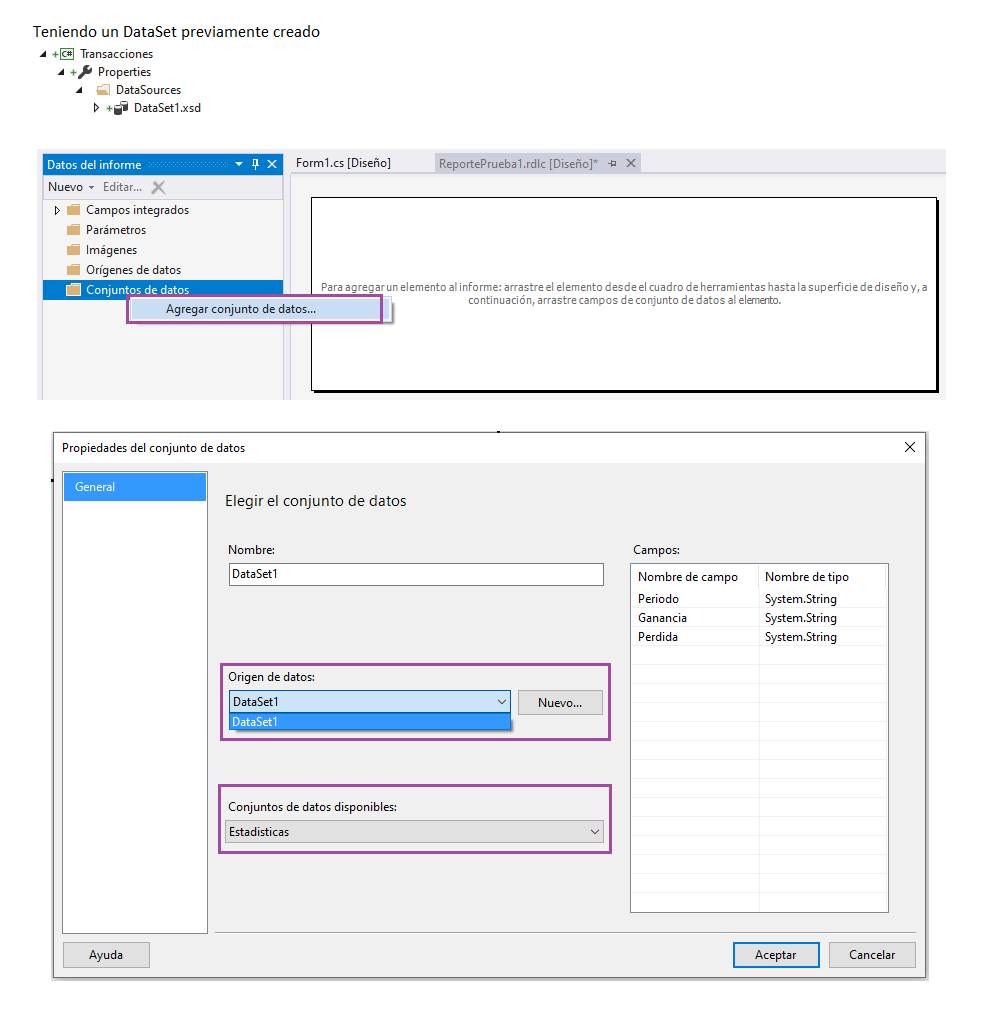 Teniendo un DataSet previamente creado
C# Transacciones
Properties
DataSources
DataSet1.xsd
Datos del informe
Form1.cs [Diseño]
ReportePrueba1.rdlc [Diseño]*
Nuevo
Editar...
Campos integrados
Parámetros
Imágenes
Orígenes de datos
Conjuntos de datos
Agregar conjunto de datos...
Para agregar un elemento al informe: arrastre el elemento desde el cuadro de herramientas hasta la superficie de diseño y, a
continuación, arrastre campos de conjunto de datos al elemento.
Propiedades del conjunto de datos
General
Elegir el conjunto de datos
Nombre:
DataSet1
Origen de datos:
DataSet1
Nuevo...
DataSet1
Conjuntos de datos disponibles:
Estadisticas
Campos:
Nombre de campo Nombre de tipo
Periodo System.String
Ganancia System.String
Perdida System.String
Ayuda
Aceptar
Cancelar